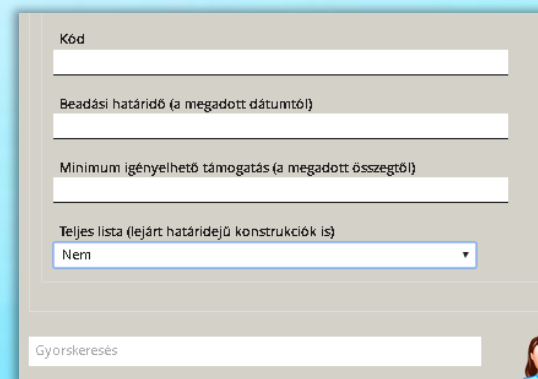 Kód
Beadási határidő (a megadott dátumtól)
Minimum igényelhető támogatás (a megadott összegtől)
Teljes lista (lejárt határidejű konstrukciók is)
Nem
Gyorskeresés